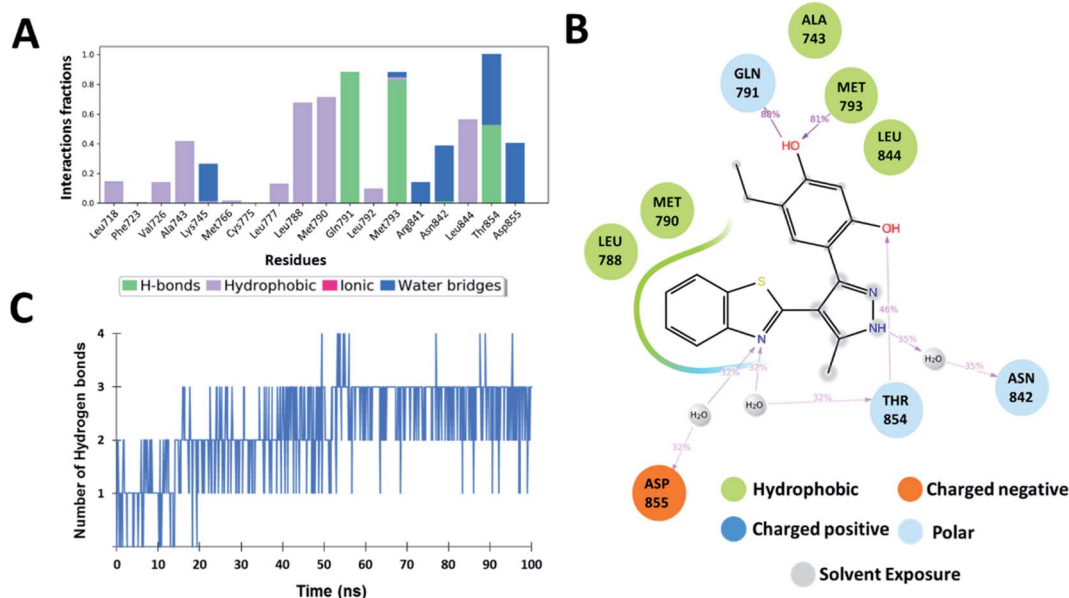 A
Interactions fractions
1.0
0.8
0.6
0.4
0.2
0.0
Leu718
Phe723
Val726
Ala743
Lys745
Met766
Cys775
Leu777
Leu788
Met790
Gln791
Leu792
Met793
Arg841
Asn842
Leu844
Thr854
Asp855
Residues
H-bonds Hydrophobic Ionic Water bridges
B
ALA
743
GLN
791
MET
793
81%
HO
LEU
844
MET
790
LEU
788
OH
S
N
N
NH
46%
35%
H₂O
35%
ASN
842
32%
32%
H₂O
H₂O
32%
THR
854
32%
ASP
855
Hydrophobic
Charged negative
Charged positive
Polar
Solvent Exposure
C
Number of Hydrogen bonds
4
3
2
1
0 10 20 30 40 50 60 70 80 90 100
Time (ns)